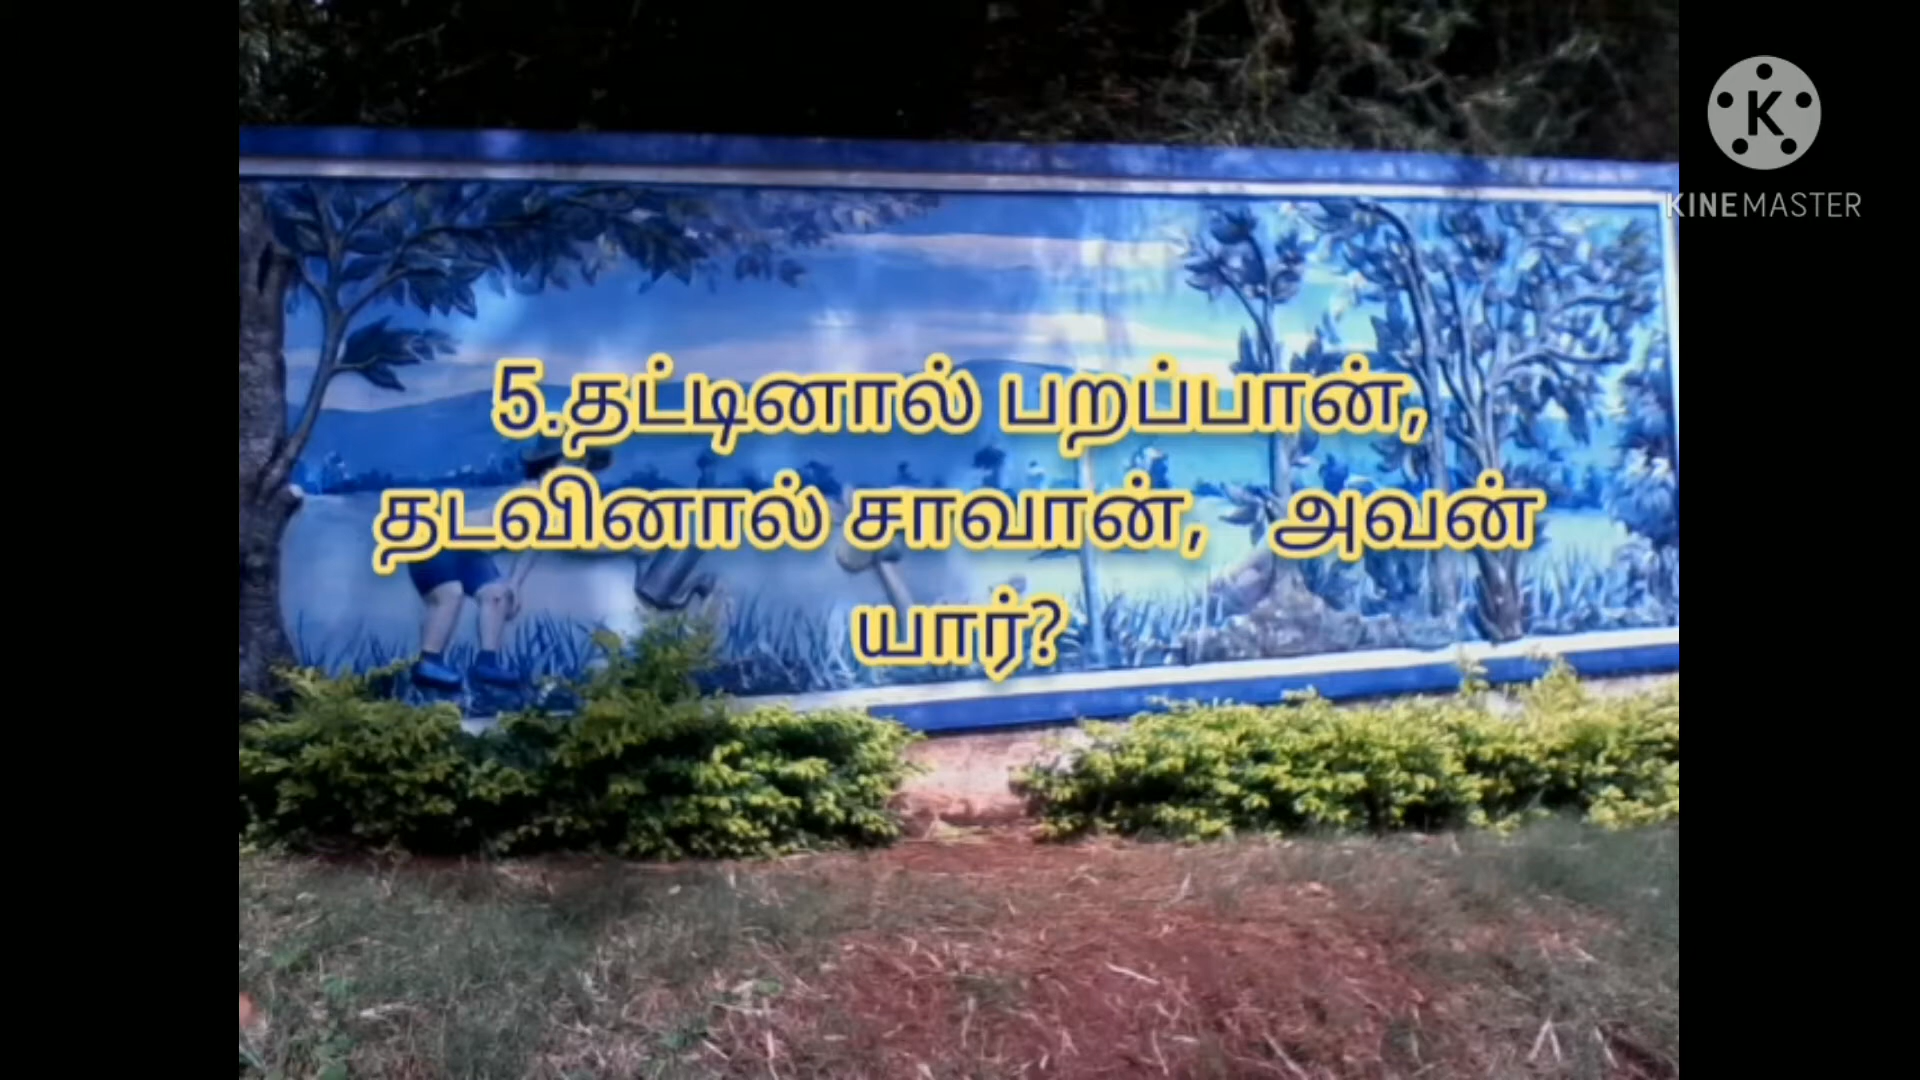 5.தட்டினால் பறப்பான்,
தடவினால் சாவான், அவன்
யார்?
K
KINEMASTER